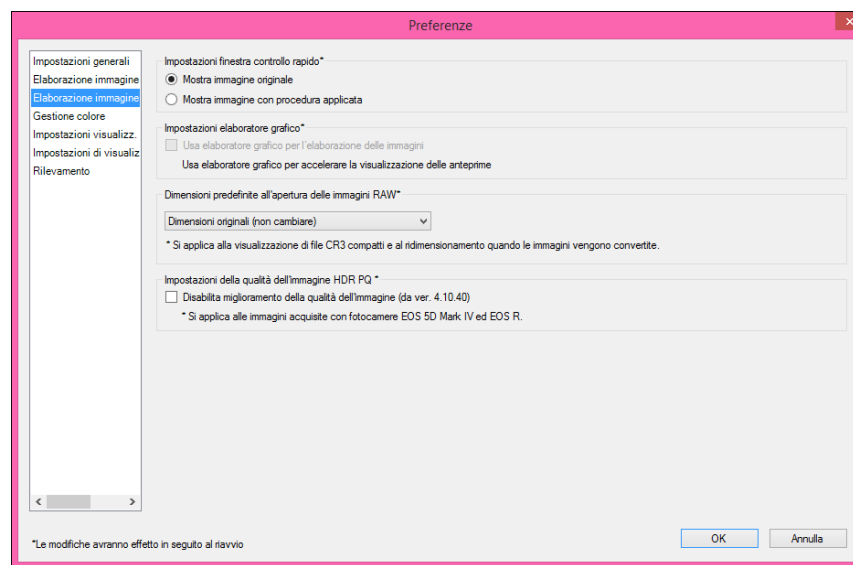 Preferenze
Impostazioni generali
Elaborazione immagine
Elaborazione immagine
Gestione colore
Impostazioni visualizz.
Impostazioni di visualiz
Rilevamento
Impostazioni finestra controllo rapido*
Mostra immagine originale
Mostra immagine con procedura applicata
Impostazioni elaboratore grafico*
Usa elaboratore grafico per l'elaborazione delle immagini
Usa elaboratore grafico per accelerare la visualizzazione delle anteprime
Dimensioni predefinite all'apertura delle immagini RAW*
Dimensioni originali (non cambiare)
* Si applica alla visualizzazione di file CR3 compatti e al ridimensionamento quando le immagini vengono convertite.
Impostazioni della qualità dell'immagine HDR PQ *
Disabilita miglioramento della qualità dell'immagine (da ver. 4.10.40)
* Si applica alle immagini acquisite con fotocamere EOS 5D Mark IV ed EOS R.
*Le modifiche avranno effetto in seguito al riavvio
OK
Annulla